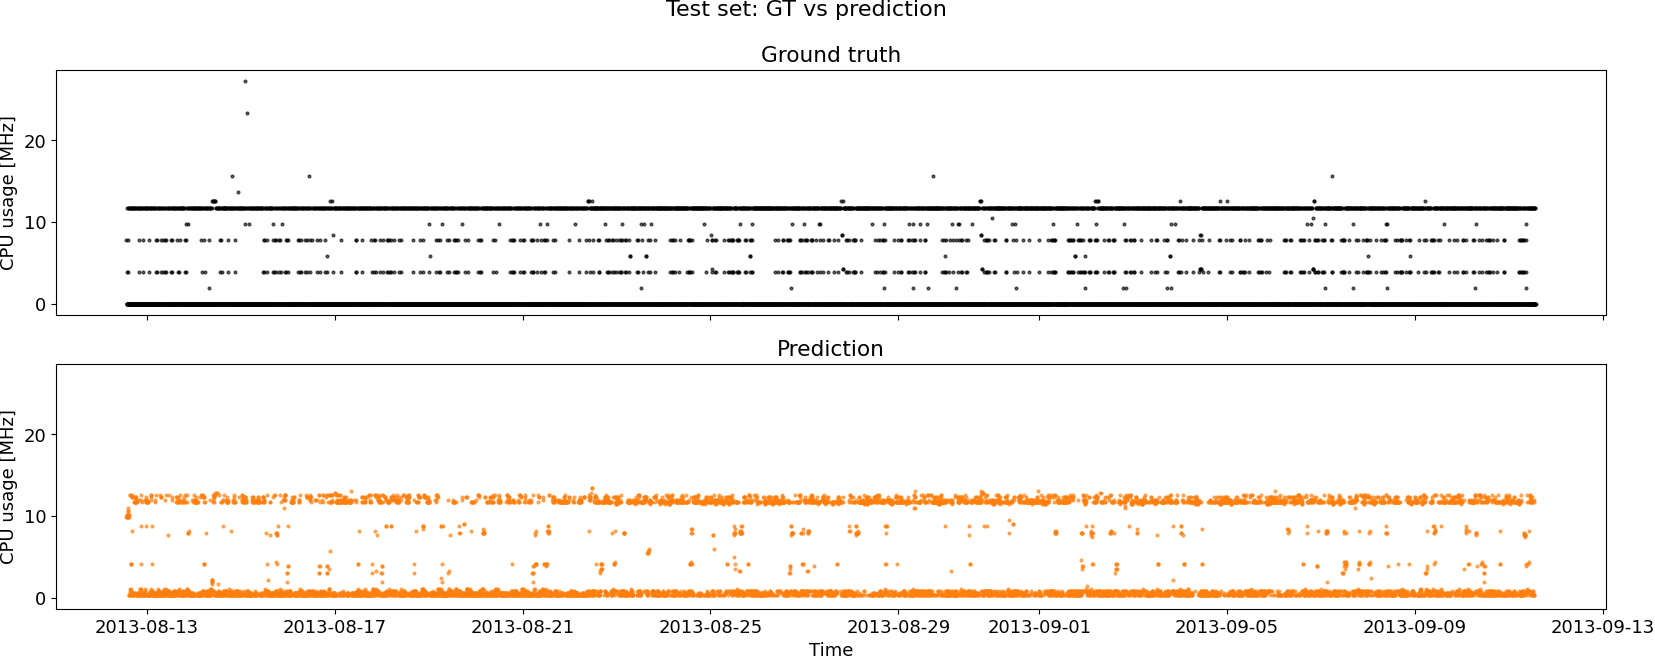 Test set: GT vs prediction
Ground truth
CPU usage [MHz]
20
10
0
Prediction
CPU usage [MHz]
20
10
0
2013-08-13 2013-08-17 2013-08-21 2013-08-25 2013-08-29 2013-09-01 2013-09-05 2013-09-09 2013-09-13
Time